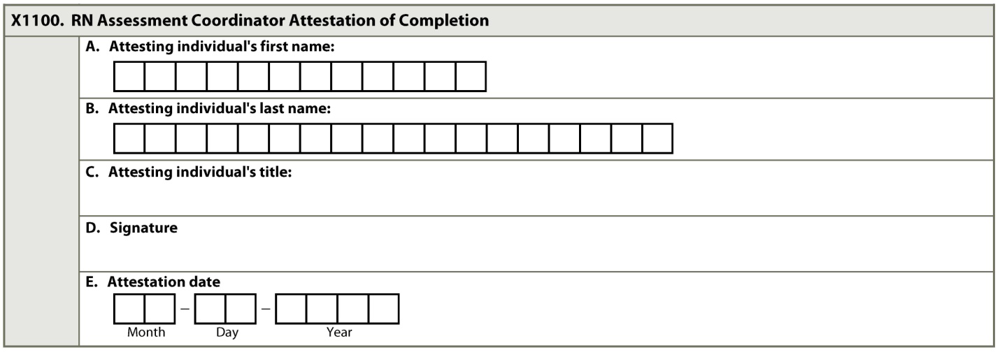 X1100. RN Assessment Coordinator Attestation of Completion
A. Attesting individual's first name:
B. Attesting individual's last name:
C. Attesting individual's title:
D. Signature
E. Attestation date
– –
Month Day Year